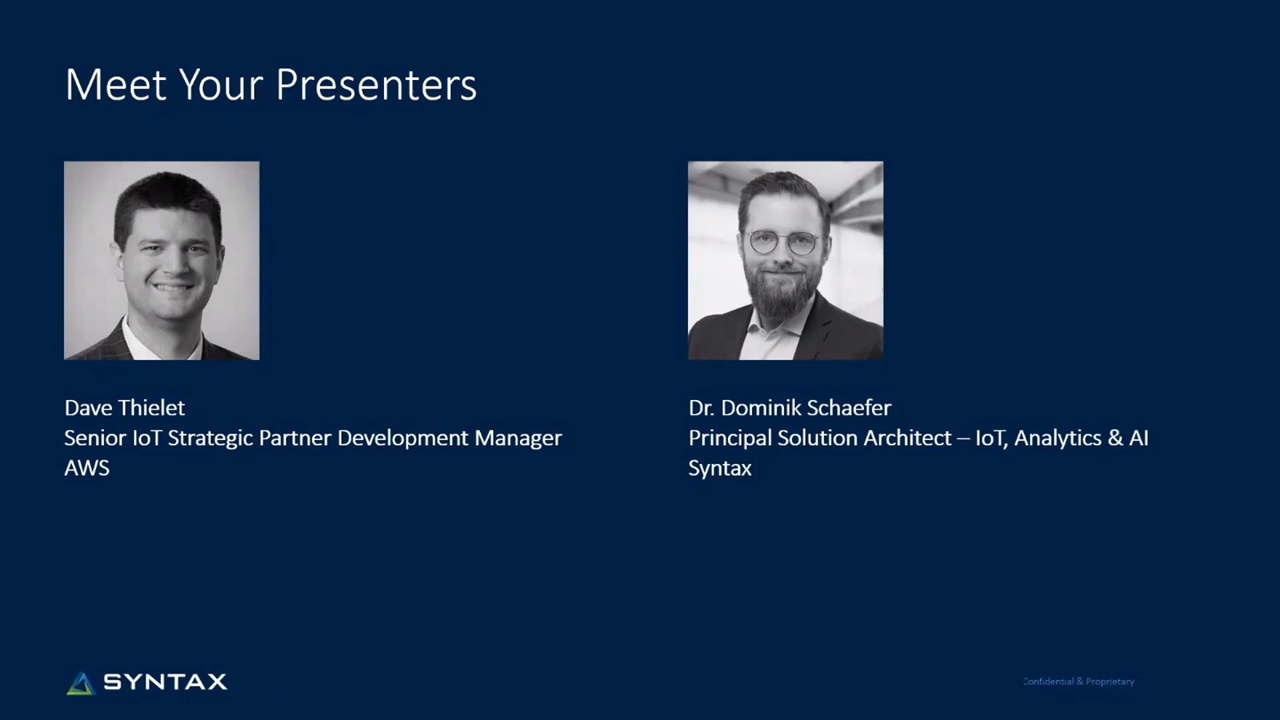 Meet Your Presenters
Dave Thielet
Senior IoT Strategic Partner Development Manager
AWS
Dr. Dominik Schaefer
Principal Solution Architect – IoT, Analytics & AI
Syntax
SYNTAX
Confidential & Proprietary